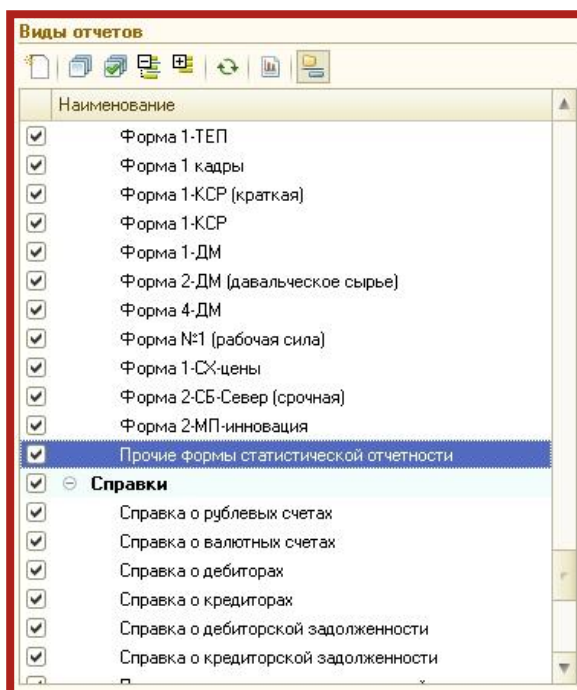 Виды отчетов
Наименование
Форма 1-ТЕП
Форма 1 кадры
Форма 1-КСР (краткая)
Форма 1-КСР
Форма 1-ДМ
Форма 2-ДМ (давальческое сырье)
Форма 4-ДМ
Форма №1 (рабочая сила)
Форма 1-СХ-цены
Форма 2-СБ-Север (срочная)
Форма 2-МП-инновация
Прочие формы статистической отчетности
Справки
Справка о рублевых счетах
Справка о валютных счетах
Справка о дебиторах
Справка о кредиторах
Справка о дебиторской задолженности
Справка о кредиторской задолженности